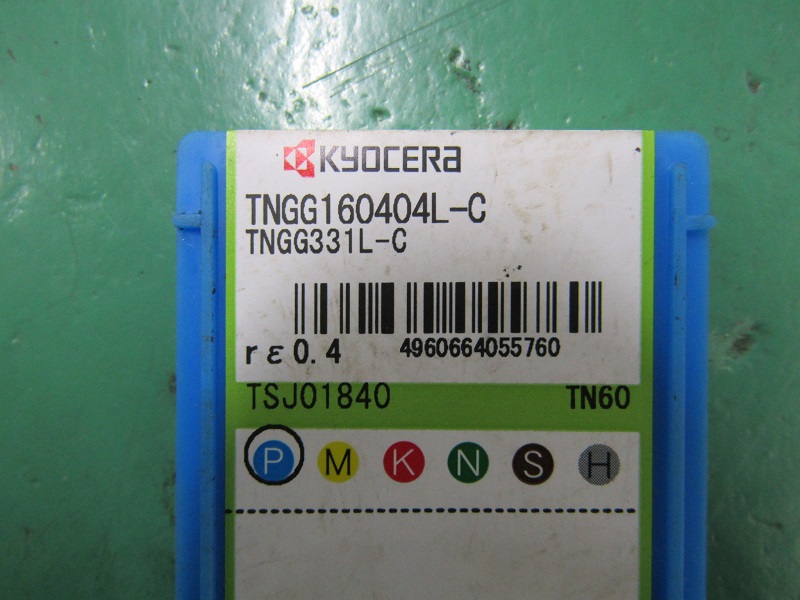 KYOCERA
TNGG160404L-C
TNGG331L-C
rε0.4 4960664055760
TSJ01840 TN60
P M K N S H